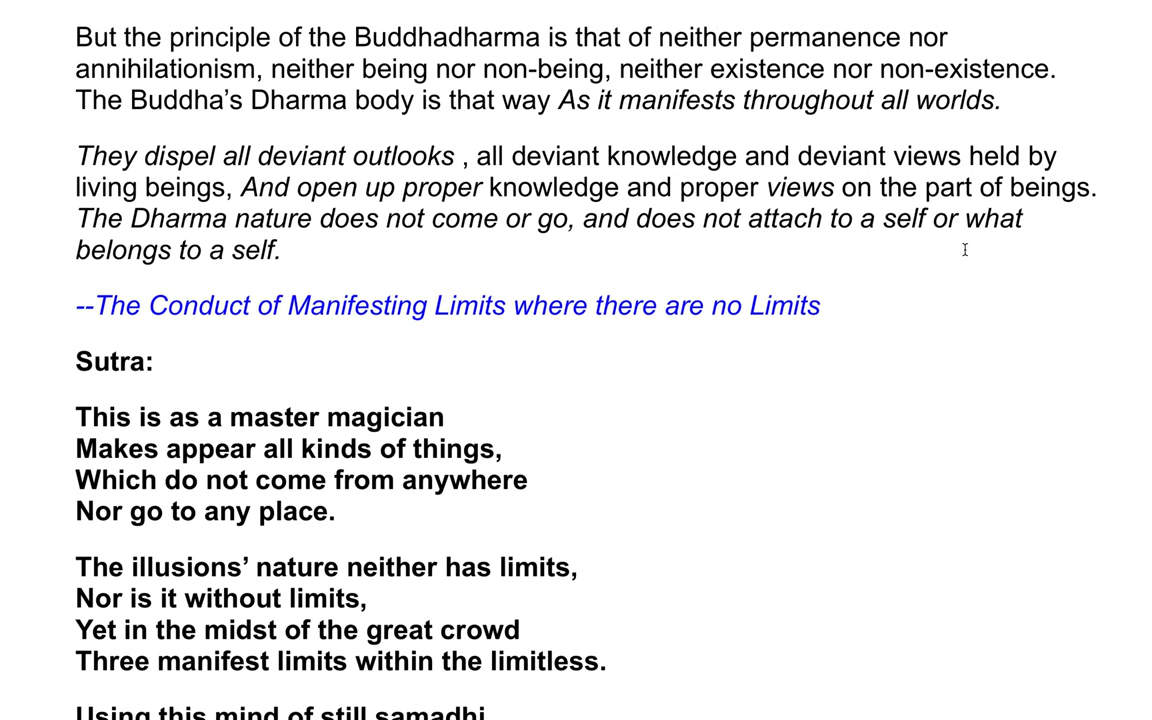 But the principle of the Buddhadharma is that of neither permanence nor
annihilationism, neither being nor non-being, neither existence nor non-existence.
The Buddha’s Dharma body is that way As it manifests throughout all worlds.
They dispel all deviant outlooks , all deviant knowledge and deviant views held by
living beings, And open up proper knowledge and proper views on the part of beings.
The Dharma nature does not come or go, and does not attach to a self or what
belongs to a self.
--The Conduct of Manifesting Limits where there are no Limits
Sutra:
This is as a master magician
Makes appear all kinds of things,
Which do not come from anywhere
Nor go to any place.
The illusions’ nature neither has limits,
Nor is it without limits,
Yet in the midst of the great crowd
Three manifest limits within the limitless.
Using this mind of still samadhi